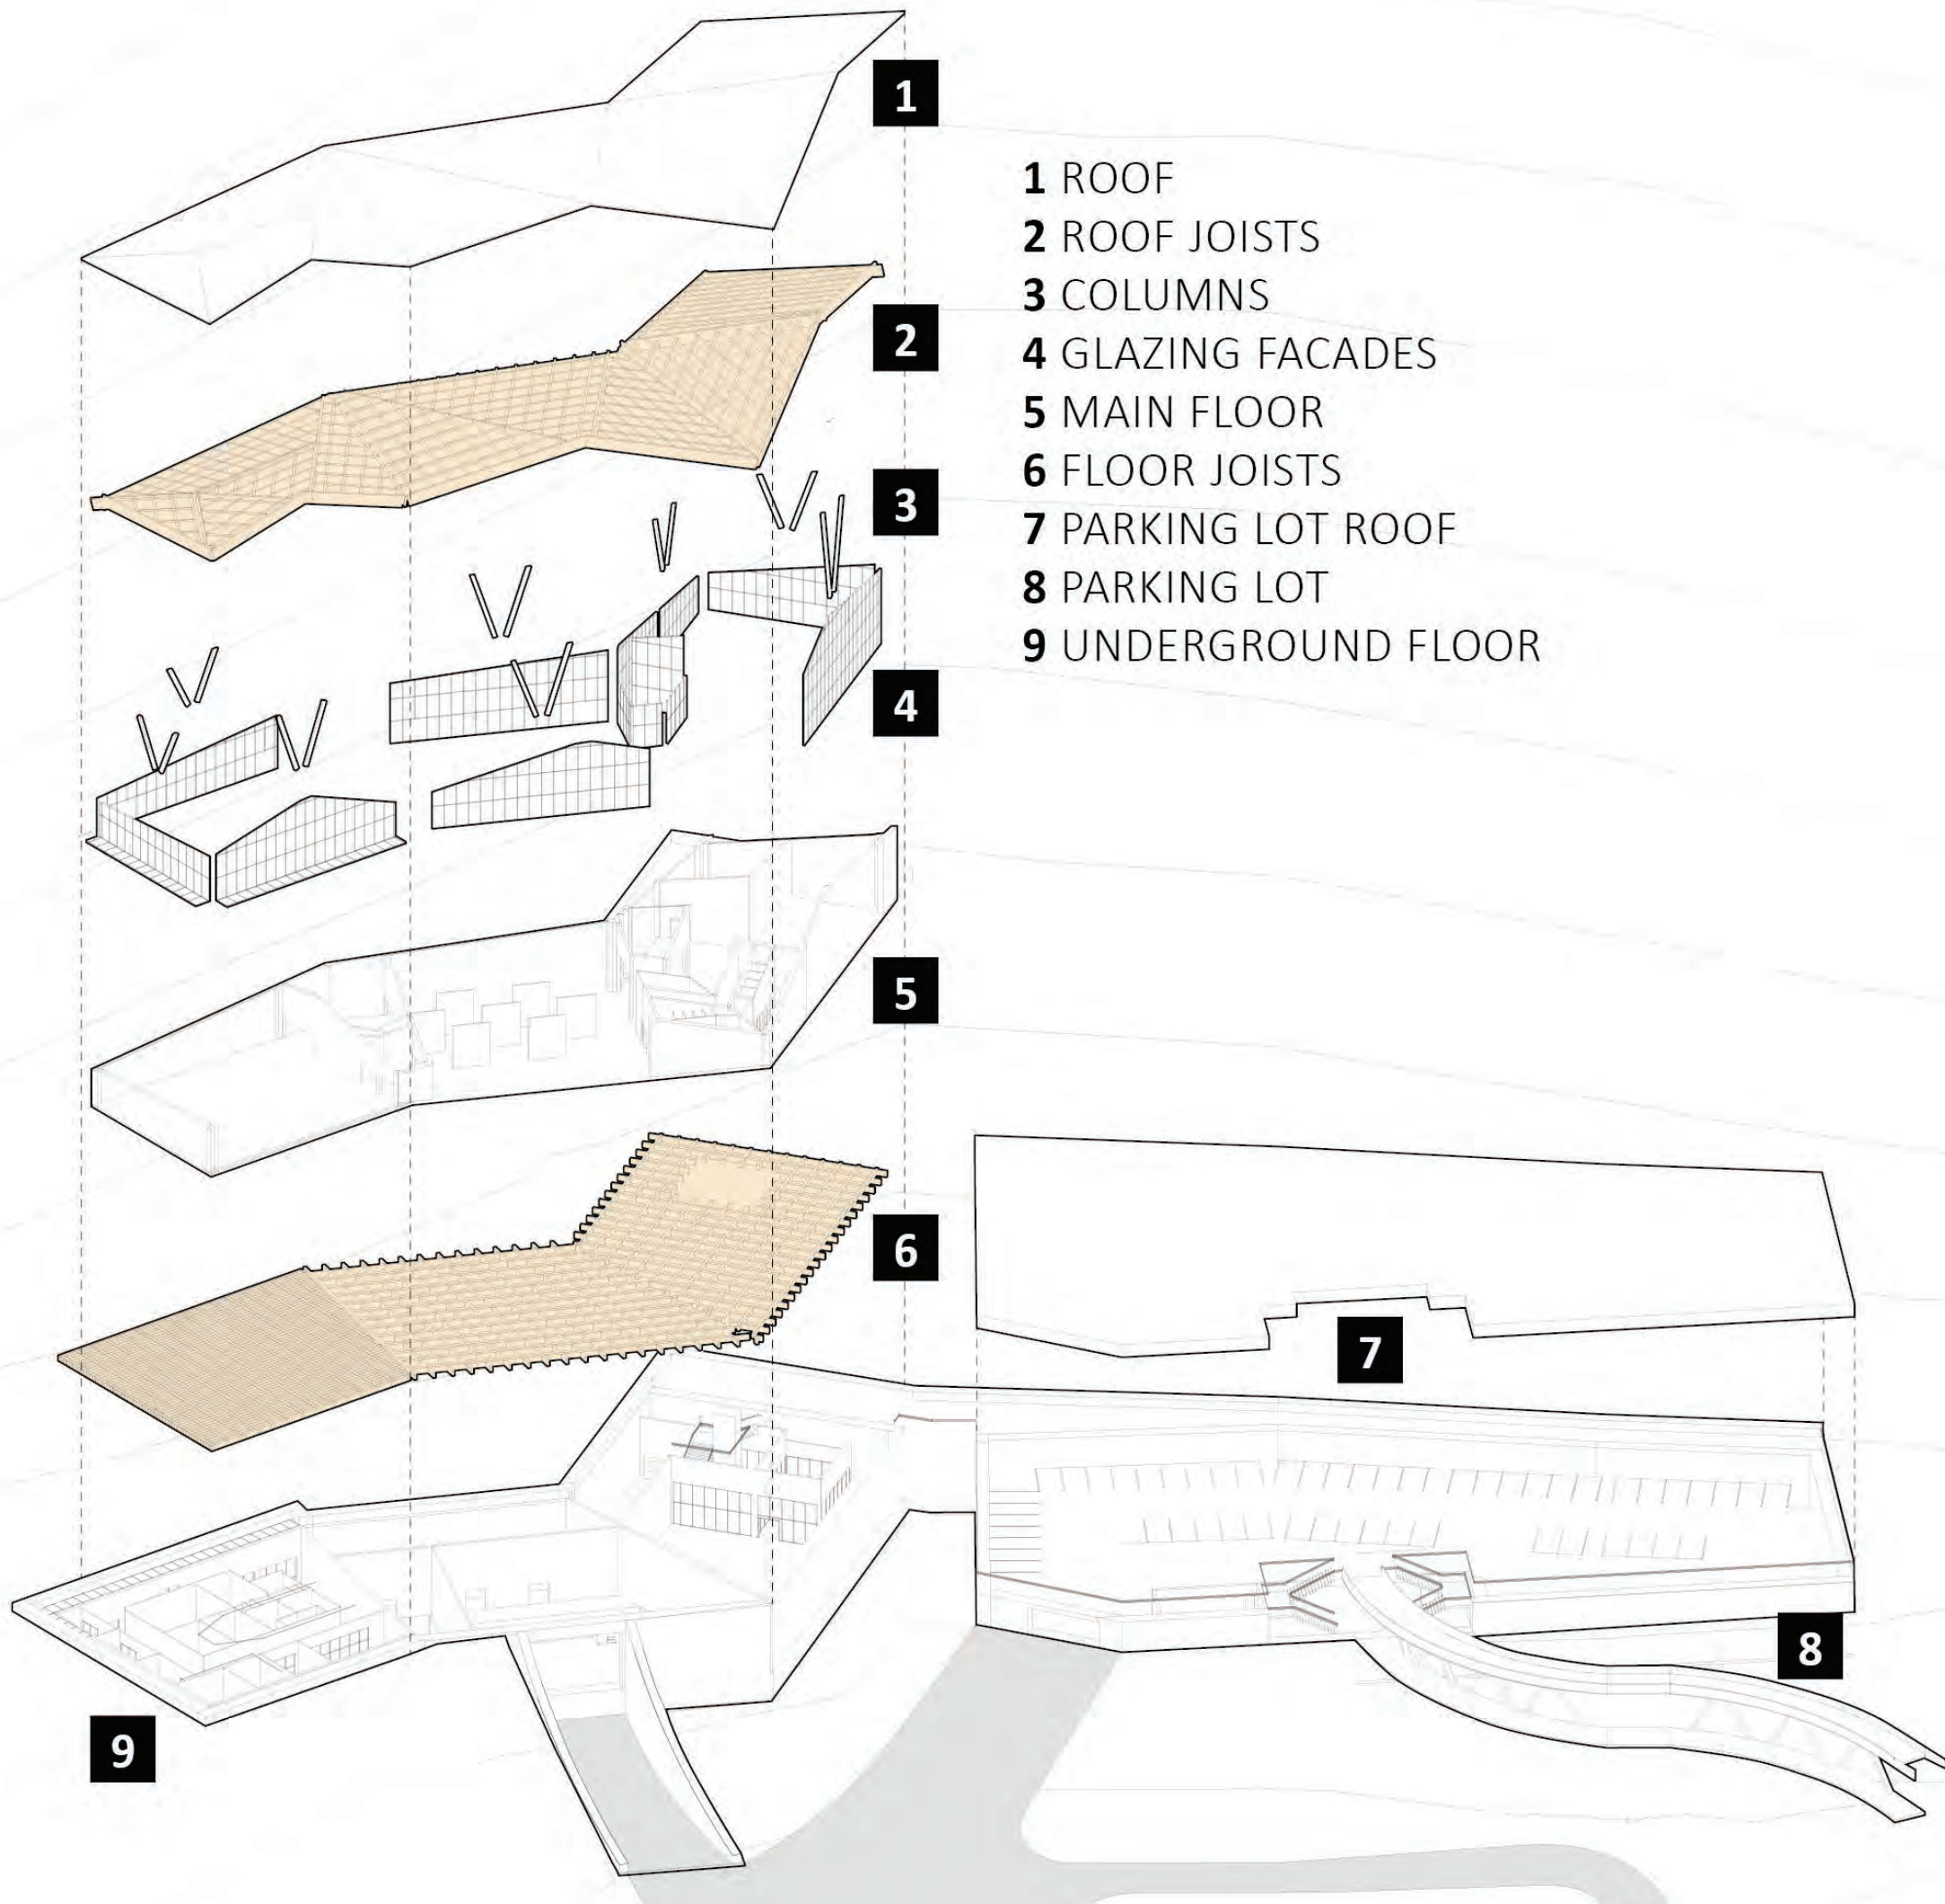 1
1 ROOF
2 ROOF JOISTS
3 COLUMNS
4 GLAZING FACADES
5 MAIN FLOOR
6 FLOOR JOISTS
7 PARKING LOT ROOF
8 PARKING LOT
9 UNDERGROUND FLOOR
2
3
4
5
6
7
8
9